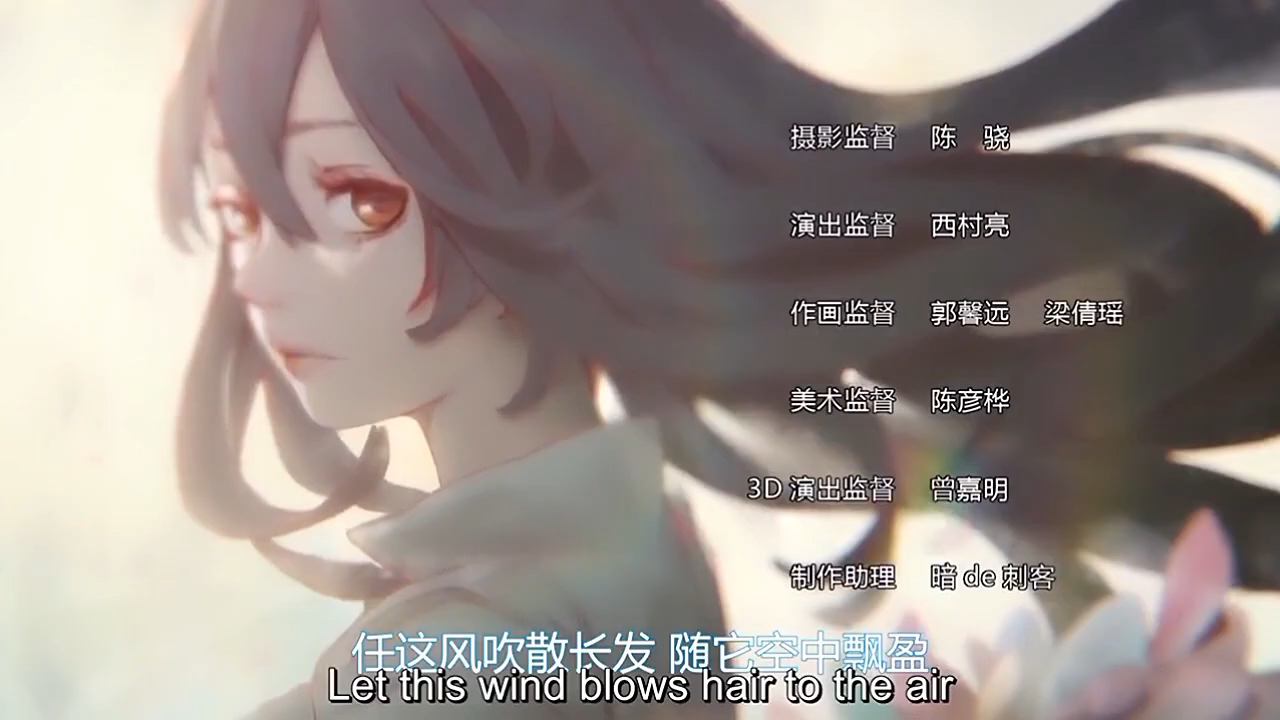 摄影监督 陈 骁
演出监督 西村亮
作画监督 郭馨远 梁倩瑶
美术监督 陈彦桦
3D 演出监督 曾嘉明
制作助理 暗 de 刺客
任这风吹散长发 随它空中飘盈
Let this wind blows hair to the air